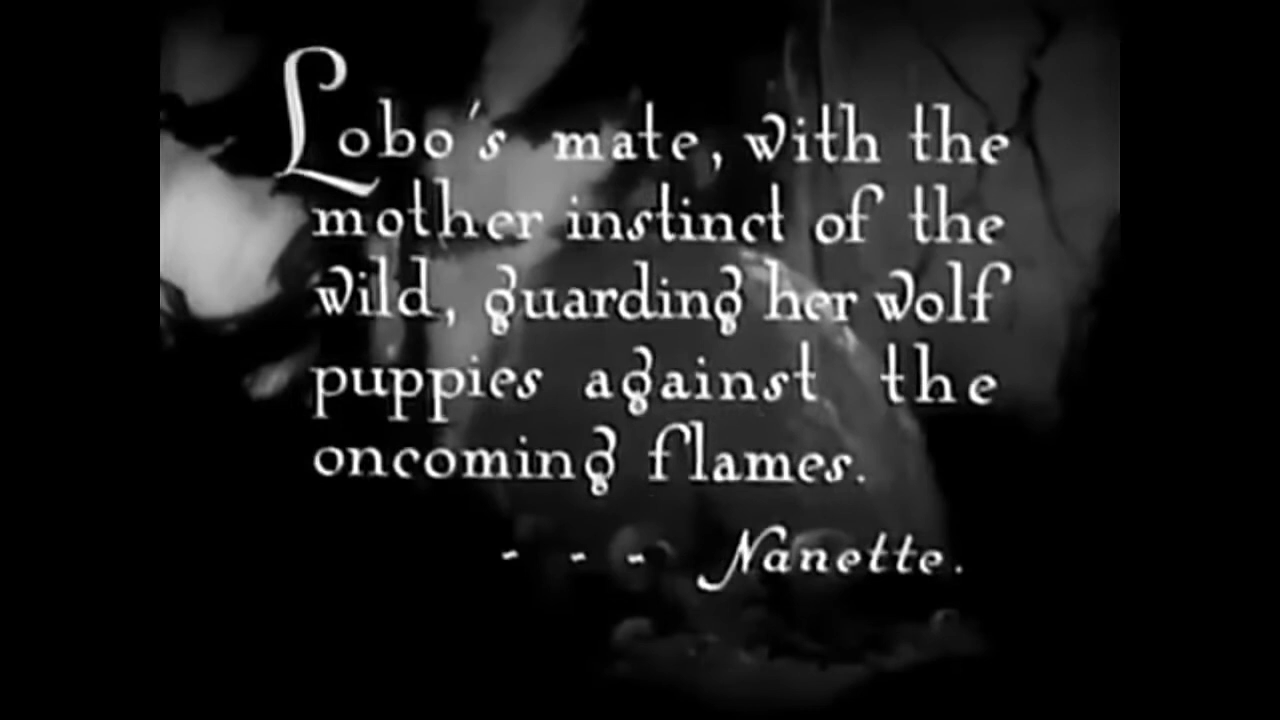 Lobo's mate, with the
mother instinct of the
wild, guarding her wolf
puppies against the
oncoming flames.
- - - Nanette.